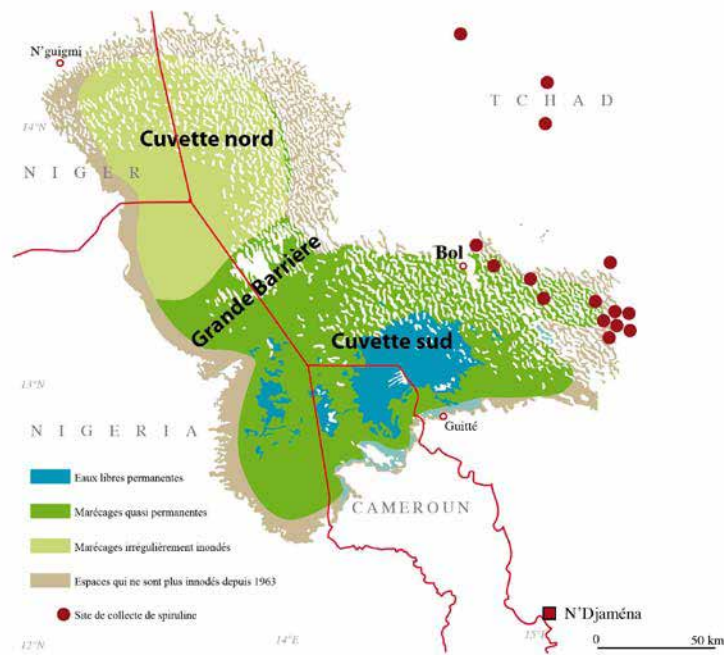 N'guigmi
TCHAD
14°N
Cuvette nord
NIGER
Bol
Grande Barrière
Cuvette sud
13°N
NIGERIA
Guitté
Eaux libres permanentes
Marécages quasi permanentes
CAMEROUN
Marécages irrégulièrement inondés
Espaces qui ne sont plus innodés depuis 1963
Site de collecte de spiruline
N'Djaména
12°N
14°E
0
50 km